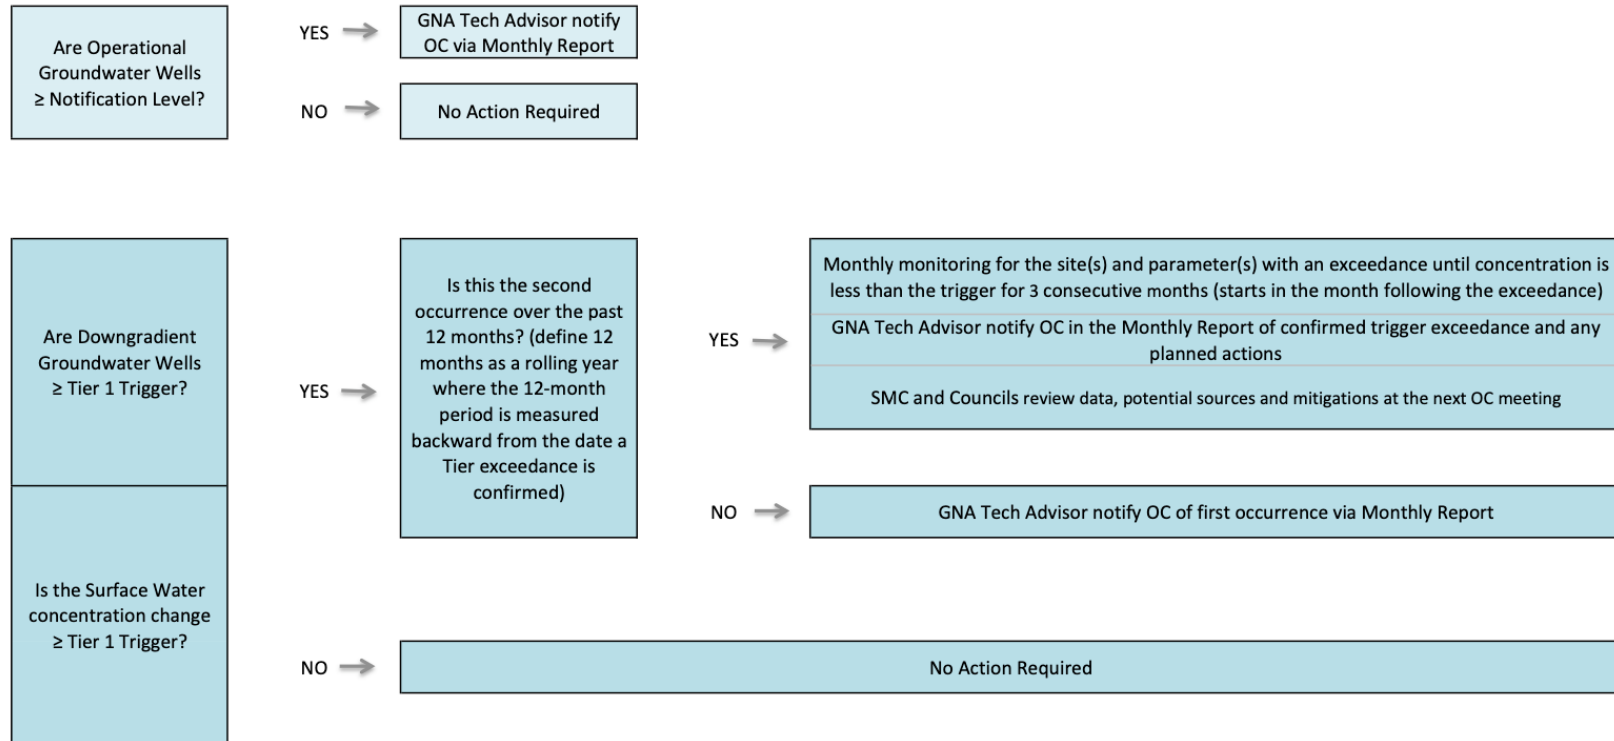 Are Operational
Groundwater Wells
≥ Notification Level?
YES
GNA Tech Advisor notify
OC via Monthly Report
NO
No Action Required
Are Downgradient
Groundwater Wells
≥ Tier 1 Trigger?
YES
Is this the second
occurrence over the past
12 months? (define 12
months as a rolling year
where the 12-month
period is measured
backward from the date a
Tier exceedance is
confirmed)
YES
Monthly monitoring for the site(s) and parameter(s) with an exceedance until concentration is
less than the trigger for 3 consecutive months (starts in the month following the exceedance)
GNA Tech Advisor notify OC in the Monthly Report of confirmed trigger exceedance and any
planned actions
SMC and Councils review data, potential sources and mitigations at the next OC meeting
NO
GNA Tech Advisor notify OC of first occurrence via Monthly Report
Is the Surface Water
concentration change
≥ Tier 1 Trigger?
NO
No Action Required